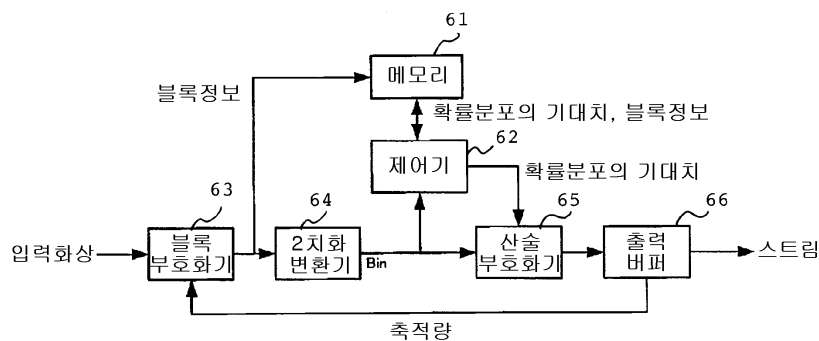 61
메모리
블록정보
확률분포의 기대치, 블록정보
62
제어기
확률분포의 기대치
63
64
65
66
입력화상
블록
부호화기
2치화
변환기
Bin
산술
부호화기
출력
버퍼
스트림
축적량